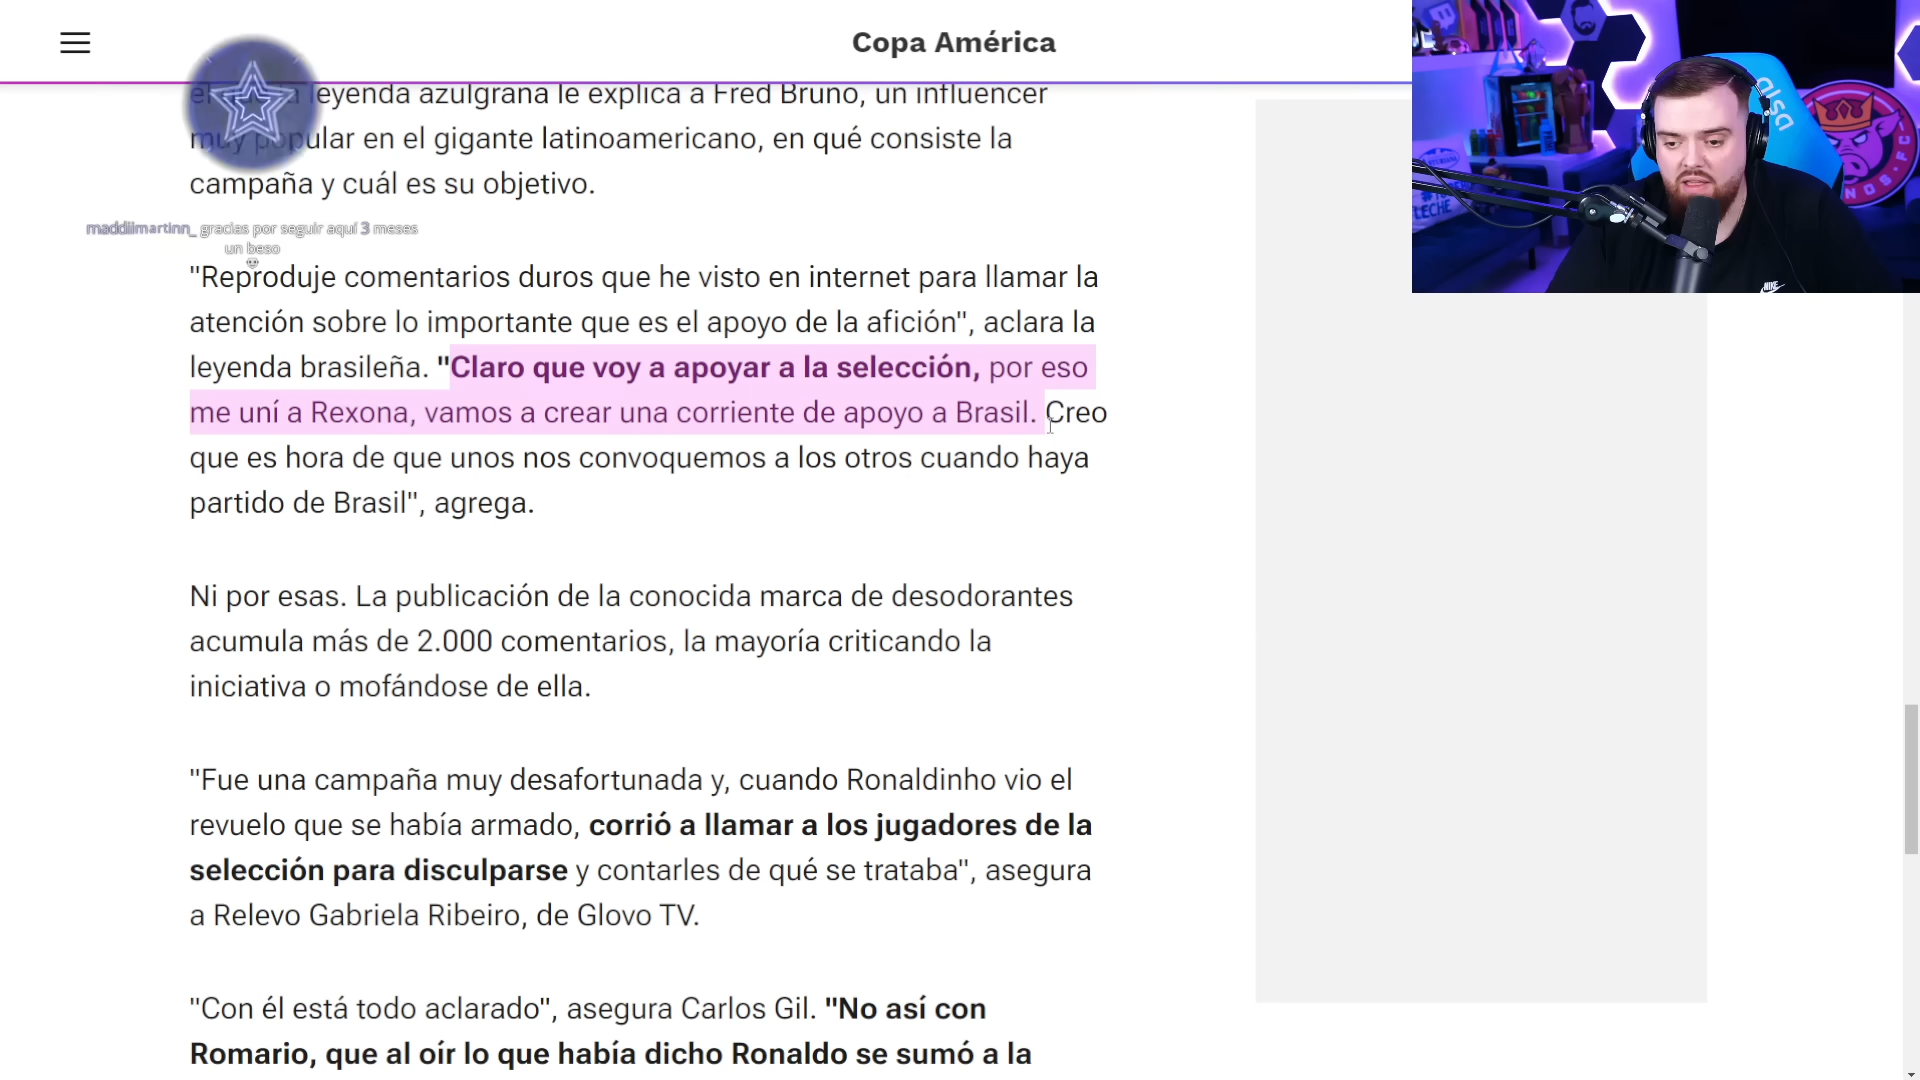 Copa América
leyenda azulgrana le explica a Fred Bruno, un influencer
muy popular en el gigante latinoamericano, en qué consiste la
campaña y cuál es su objetivo.
maddiimartinn_ gracias por seguir aquí 3 meses
un beso
"Reproduje comentarios duros que he visto en internet para llamar la
atención sobre lo importante que es el apoyo de la afición", aclara la
leyenda brasileña. "Claro que voy a apoyar a la selección, por eso
me uní a Rexona, vamos a crear una corriente de apoyo a Brasil. Creo
que es hora de que unos nos convoquemos a los otros cuando haya
partido de Brasil", agrega.
Ni por esas. La publicación de la conocida marca de desodorantes
acumula más de 2.000 comentarios, la mayoría criticando la
iniciativa o mofándose de ella.
"Fue una campaña muy desafortunada y, cuando Ronaldinho vio el
revuelo que se había armado, corrió a llamar a los jugadores de la
selección para disculparse y contarles de qué se trataba", asegura
a Relevo Gabriela Ribeiro, de Glovo TV.
"Con él está todo aclarado", asegura Carlos Gil. "No así con
Romario, que al oír lo que había dicho Ronaldo se sumó a la
LECHE
NIKE